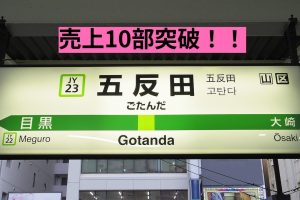 売上10部突破！！
JY
23
五反田
五反田
고탄다
山区
ごたんだ
JY
22
目黒
Meguro
Gotanda
大崎
Ōsaki